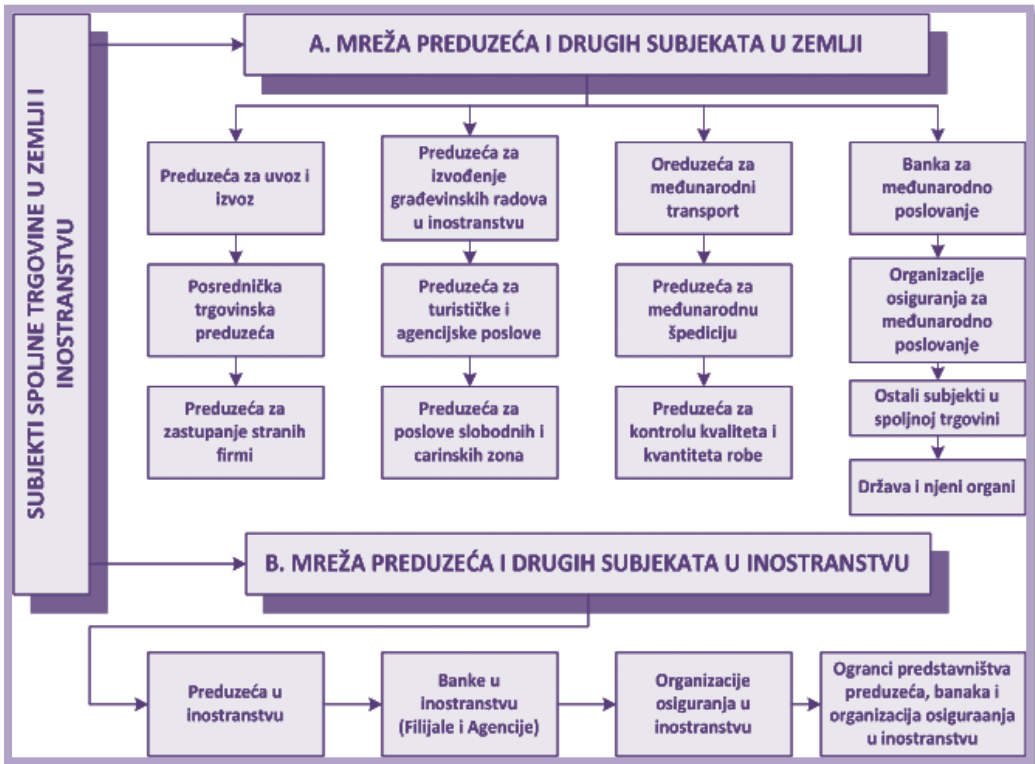 SUBJEKTI SPOLJNE TRGOVINE U ZEMLJI I
INOSTRANSTVU
A. MREŽA PREDUZEĆA I DRUGIH SUBJEKATA U ZEMLJI
Preduzeća za uvoz i
izvoz
Preduzeća za
izvođenje
građevinskih radova
u inostranstvu
Oreduzeća za
međunarodni
transport
Banka za
međunarodno
poslovanje
Posrednička
trgovinska
preduzeća
Preduzeća za
turističke i
agencijske poslove
Preduzeća za
međunarodnu
špediciju
Organizacije
osiguranja za
međunarodno
poslovanje
Preduzeća za
zastupanje stranih
firmi
Preduzeća za
poslove slobodnih i
carinskih zona
Preduzeća za
kontrolu kvaliteta i
kvantiteta robe
Ostali subjekti u
spoljnoj trgovini
Država i njeni organi
B. MREŽA PREDUZEĆA I DRUGIH SUBJEKATA U INOSTRANSTVU
Preduzeća u
inostranstvu
Banke u
inostranstvu
(Filijale i Agencije)
Organizacije
osiguranja u
inostranstvu
Ogranci predstavništva
preduzeća, banaka i
organizacija osiguraanja
u inostranstvu